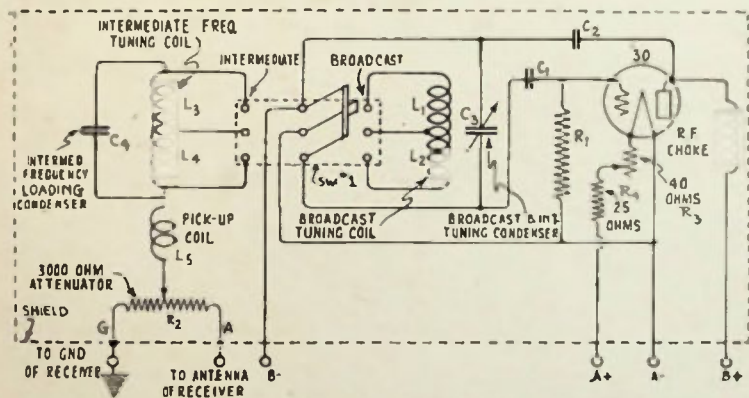 INTERMEDIATE FREQ.
TUNING COIL
INTERMEDIATE
BROADCAST
C2
30
C1
L3
L4
C4
L1
L2
C3
R1
R F
CHOKE
INTERMED
FREQUENCY
LOADING
CONDENSER
SW #1
40
OHMS
R3
R4
25
OHMS
PICK-UP
COIL
L5
BROADCAST
TUNING COIL
BROADCAST & INT.
TUNING CONDENSER
3000 OHM
ATTENUATOR
R2
SHIELD
G
A
TO GND
OF RECEIVER
TO ANTENNA
OF RECEIVER
B-
A+
A-
B+